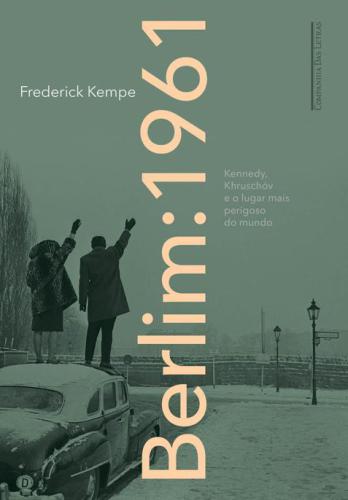 Frederick Kempe
COMPANHIA DAS LETRAS
Berlim:1961
Kennedy,
Khruschóv
e o lugar mais
perigoso
do mundo
D